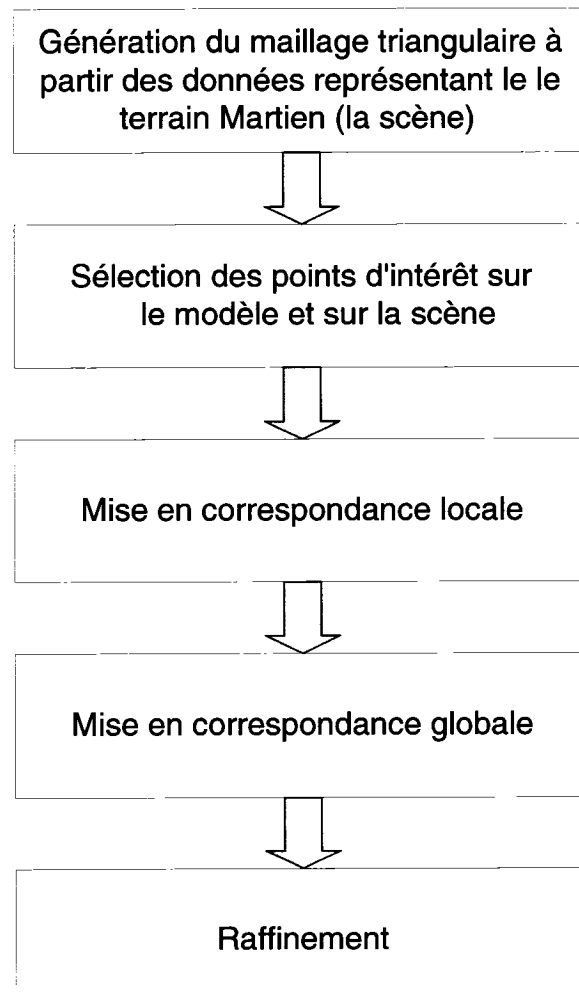 Génération du maillage triangulaire à
partir des données représentant le le
terrain Martien (la scène)
Sélection des points d'intérêt sur
le modèle et sur la scène
Mise en correspondance locale
Mise en correspondance globale
Raffinement